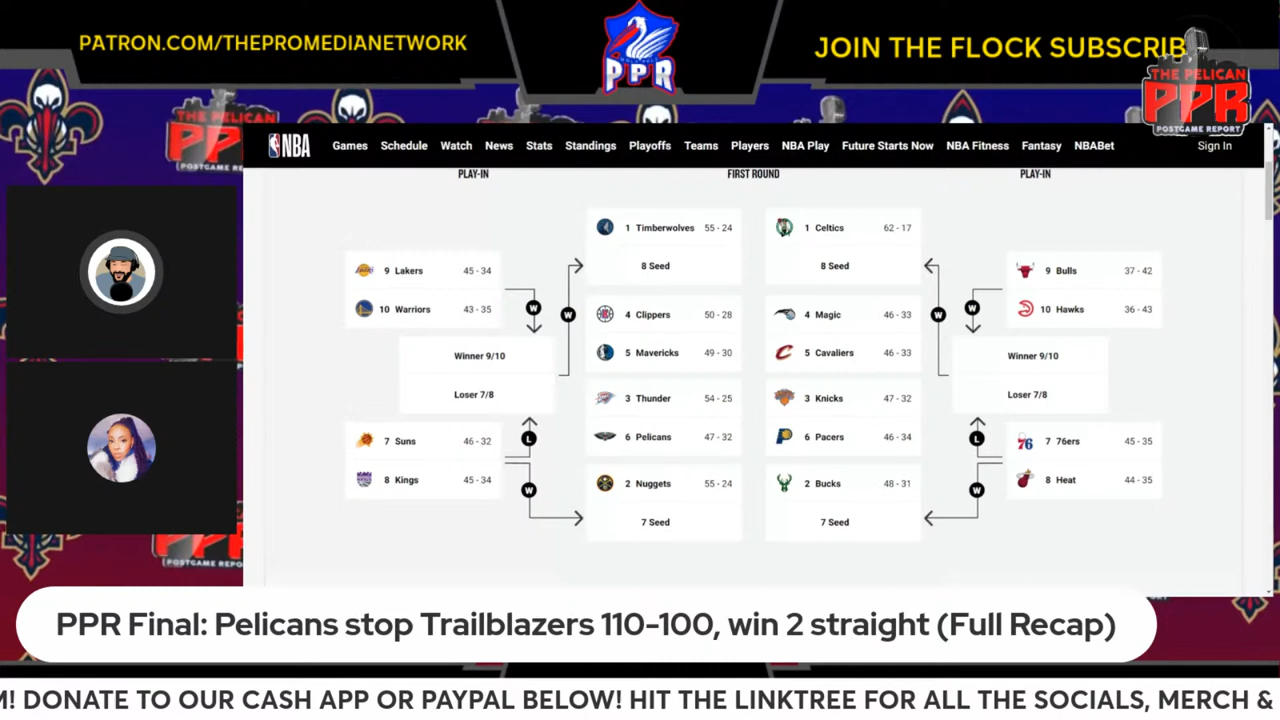 PATRON.COM/THEPROMEDIANETWORK
PPR
JOIN THE FLOCK SUBSCRIB
THE PELICAN
PPR
POSTGAME REPORT
THE PELICAN
PPR
POSTGAME RE
NBA Games Schedule Watch News Stats Standings Playoffs Teams Players NBA Play Future Starts Now NBA Fitness Fantasy NBABet Sign In
PLAY-IN FIRST ROUND PLAY-IN
1 Timberwolves 55 - 24
8 Seed
1 Celtics 62 - 17
8 Seed
9 Lakers 45 - 34
10 Warriors 43 - 35
W
W
4 Clippers 50 - 28
5 Mavericks 49 - 30
4 Magic 46 - 33
5 Cavaliers 46 - 33
W
W
9 Bulls 37 - 42
10 Hawks 36 - 43
Winner 9/10
Loser 7/8
Winner 9/10
Loser 7/8
3 Thunder 54 - 25
6 Pelicans 47 - 32
3 Knicks 47 - 32
6 Pacers 46 - 34
7 Suns 46 - 32
8 Kings 45 - 34
L
W
2 Nuggets 55 - 24
7 Seed
2 Bucks 48 - 31
7 Seed
L
W
7 76ers 45 - 35
8 Heat 44 - 35
POSTGAME REPO
PPR Final: Pelicans stop Trailblazers 110-100, win 2 straight (Full Recap)
M! DONATE TO OUR CASH APP OR PAYPAL BELOW! HIT THE LINKTREE FOR ALL THE SOCIALS, MERCH &